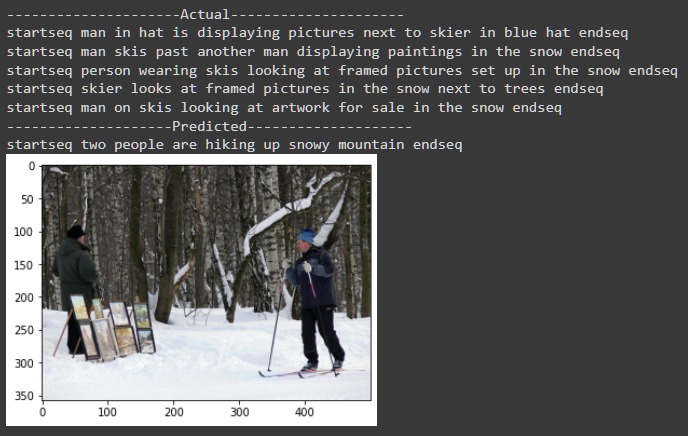 ---------------------Actual---------------------
startseq man in hat is displaying pictures next to skier in blue hat endseq
startseq man skis past another man displaying paintings in the snow endseq
startseq person wearing skis looking at framed pictures set up in the snow endseq
startseq skier looks at framed pictures in the snow next to trees endseq
startseq man on skis looking at artwork for sale in the snow endseq
--------------------Predicted--------------------
startseq two people are hiking up snowy mountain endseq
0
50
100
150
200
250
300
350
0 100 200 300 400